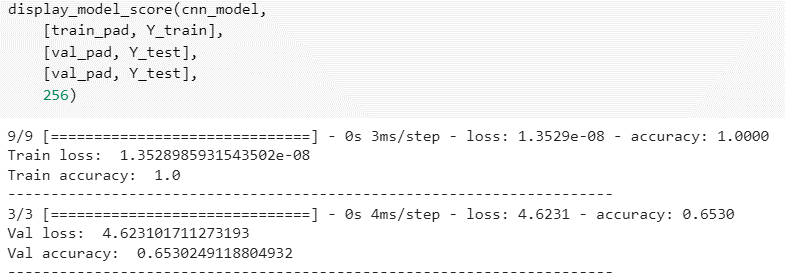 display_model_score(cnn_model,
    [train_pad, Y_train],
    [val_pad, Y_test],
    [val_pad, Y_test],
    256)
9/9 [==============================] - 0s 3ms/step - loss: 1.3529e-08 - accuracy: 1.0000
Train loss:  1.3528985931543502e-08
Train accuracy:  1.0
----------------------------------------------------------------------
3/3 [==============================] - 0s 4ms/step - loss: 4.6231 - accuracy: 0.6530
Val loss:  4.623101711273193
Val accuracy:  0.6530249118804932
----------------------------------------------------------------------